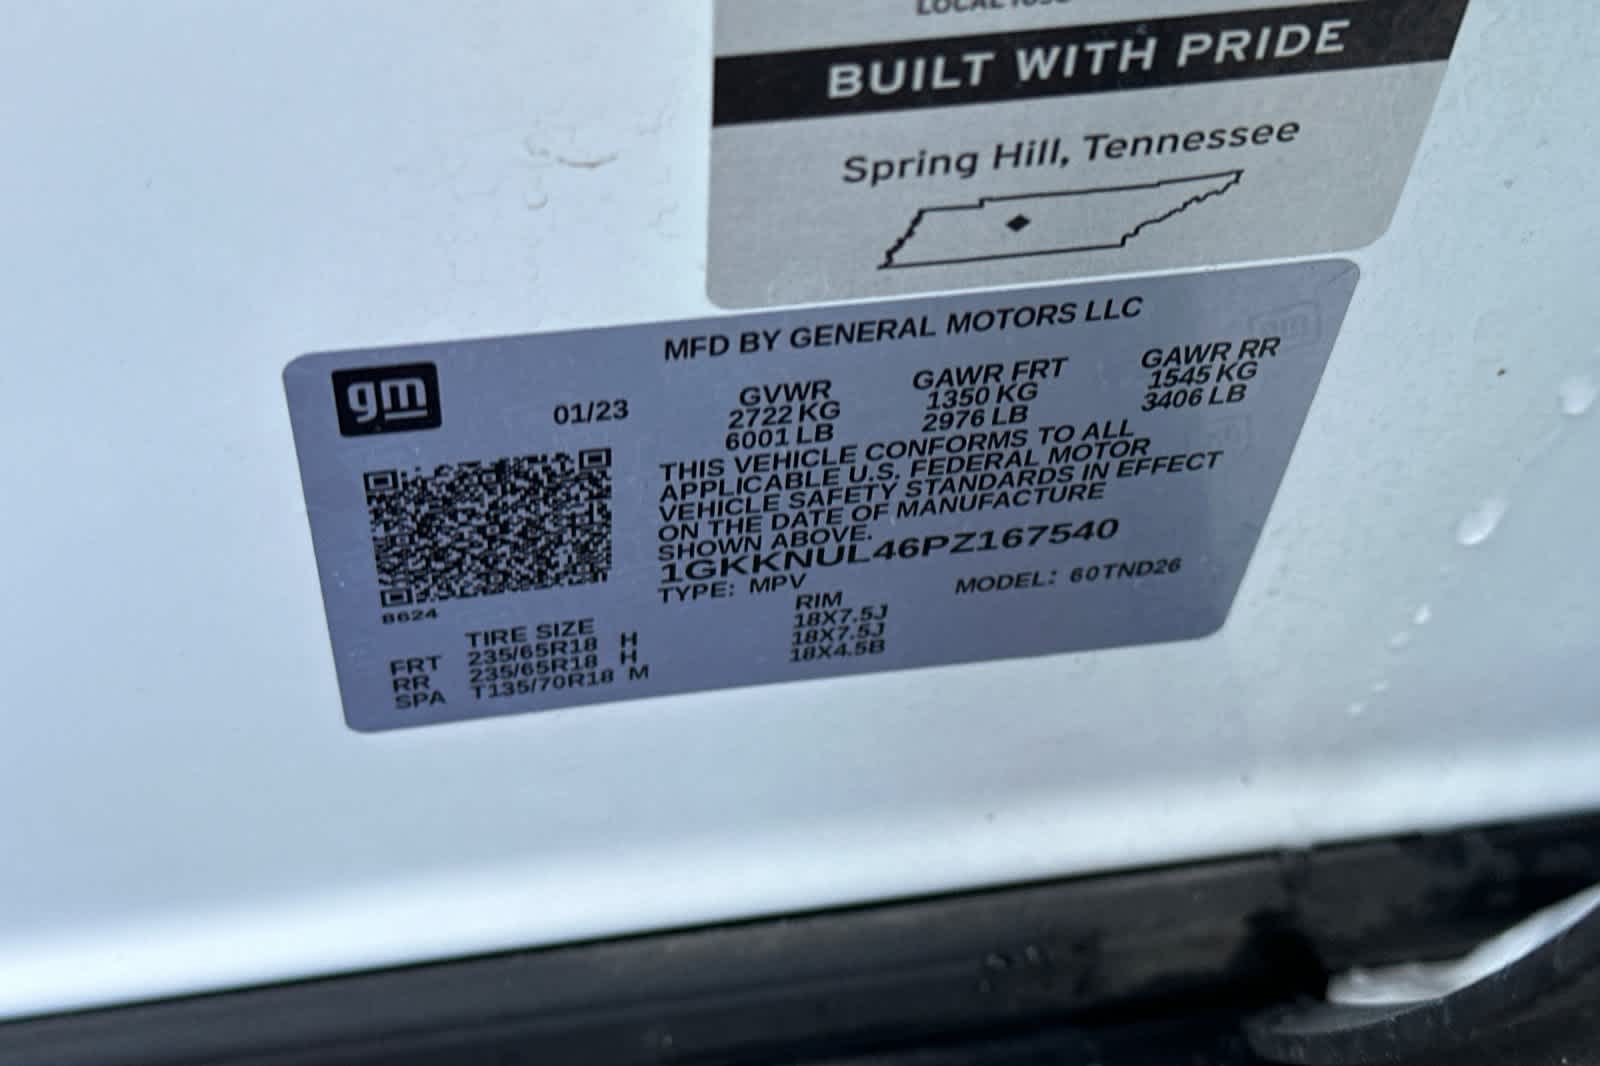 BUILT WITH PRIDE
Spring Hill, Tennessee
MFD BY GENERAL MOTORS LLC
gm
01/23
GVWR
2722 KG
6001 LB
GAWR FRT
1350 KG
2976 LB
GAWR RR
1545 KG
3406 LB
THIS VEHICLE CONFORMS TO ALL
APPLICABLE U.S. FEDERAL MOTOR
VEHICLE SAFETY STANDARDS IN EFFECT
ON THE DATE OF MANUFACTURE
SHOWN ABOVE.
1GKKNUL46PZ167540
TYPE: MPV
MODEL: 60TND26
8624
TIRE SIZE
RIM
FRT 235/65R18 H 18X7.5J
RR 235/65R18 H 18X7.5J
SPA T135/70R18 M 18X4.5B